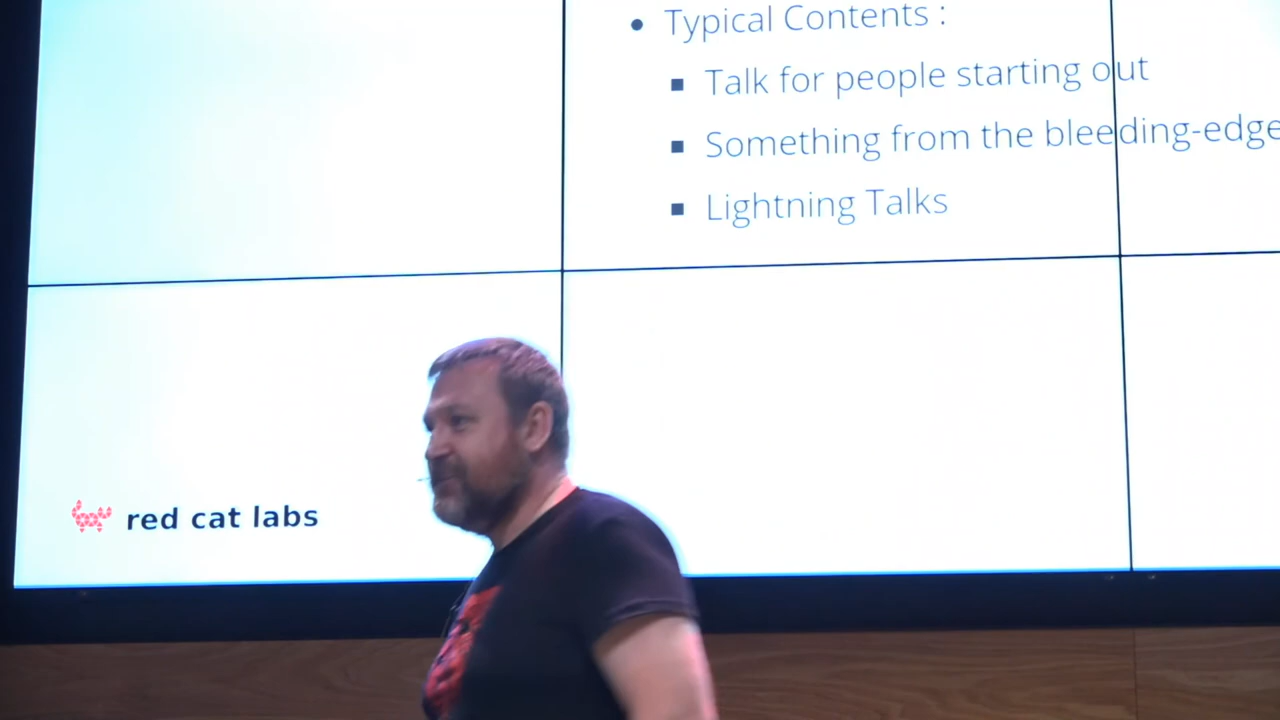 Typical Contents :
Talk for people starting out
Something from the bleeding-edge
Lightning Talks
red cat labs